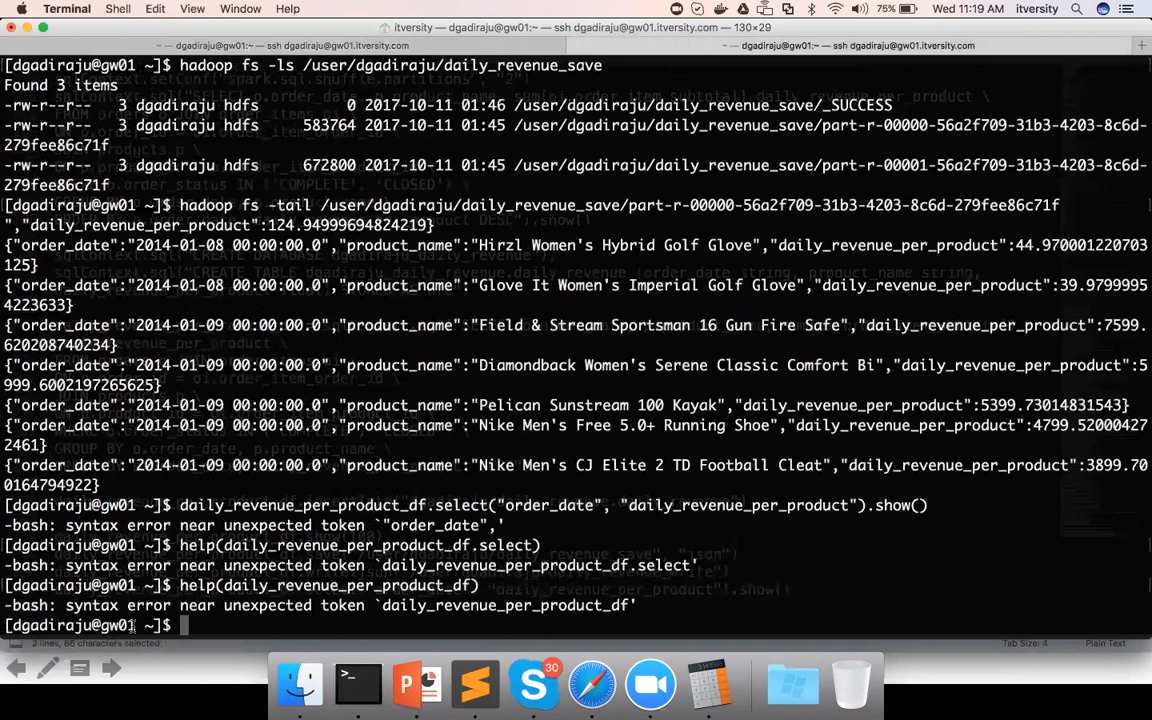 Terminal Shell Edit View Window Help 75% Wed 11:19 AM itversity
dgadiraju@gw01:~ — ssh dgadiraju@gw01.itversity.com — 130×29
~ — dgadiraju@gw01:~ — ssh dgadiraju@gw01.itversity.com ~ — dgadiraju@gw01:~ — ssh dgadiraju@gw01.itversity.com +
[dgadiraju@gw01 ~]$ hadoop fs -ls /user/dgadiraju/daily_revenue_save
Found 3 items
-rw-r--r-- 3 dgadiraju hdfs 0 2017-10-11 01:46 /user/dgadiraju/daily_revenue_save/_SUCCESS
-rw-r--r-- 3 dgadiraju hdfs 583764 2017-10-11 01:45 /user/dgadiraju/daily_revenue_save/part-r-00000-56a2f709-31b3-4203-8c6d-
279fee86c71f
-rw-r--r-- 3 dgadiraju hdfs 672800 2017-10-11 01:45 /user/dgadiraju/daily_revenue_save/part-r-00001-56a2f709-31b3-4203-8c6d-
279fee86c71f
[dgadiraju@gw01 ~]$ hadoop fs -tail /user/dgadiraju/daily_revenue_save/part-r-00000-56a2f709-31b3-4203-8c6d-279fee86c71f
","daily_revenue_per_product":124.94999694824219}
{"order_date":"2014-01-08 00:00:00.0","product_name":"Hirzl Women's Hybrid Golf Glove","daily_revenue_per_product":44.970001220703
125}
{"order_date":"2014-01-08 00:00:00.0","product_name":"Glove It Women's Imperial Golf Glove","daily_revenue_per_product":39.9799995
4223633}
{"order_date":"2014-01-09 00:00:00.0","product_name":"Field & Stream Sportsman 16 Gun Fire Safe","daily_revenue_per_product":7599.
620208740234}
{"order_date":"2014-01-09 00:00:00.0","product_name":"Diamondback Women's Serene Classic Comfort Bi","daily_revenue_per_product":5
999.6002197265625}
{"order_date":"2014-01-09 00:00:00.0","product_name":"Pelican Sunstream 100 Kayak","daily_revenue_per_product":5399.73014831543}
{"order_date":"2014-01-09 00:00:00.0","product_name":"Nike Men's Free 5.0+ Running Shoe","daily_revenue_per_product":4799.52000427
2461}
{"order_date":"2014-01-09 00:00:00.0","product_name":"Nike Men's CJ Elite 2 TD Football Cleat","daily_revenue_per_product":3899.70
0164794922}
[dgadiraju@gw01 ~]$ daily_revenue_per_product_df.select("order_date", "daily_revenue_per_product").show()
-bash: syntax error near unexpected token `"order_date",'
[dgadiraju@gw01 ~]$ help(daily_revenue_per_product_df.select)
-bash: syntax error near unexpected token `daily_revenue_per_product_df.select'
[dgadiraju@gw01 ~]$ help(daily_revenue_per_product_df)
-bash: syntax error near unexpected token `daily_revenue_per_product_df'
[dgadiraju@gw01 ~]$
2 lines, 66 characters selected Tab Size: 4 Plain Text
30